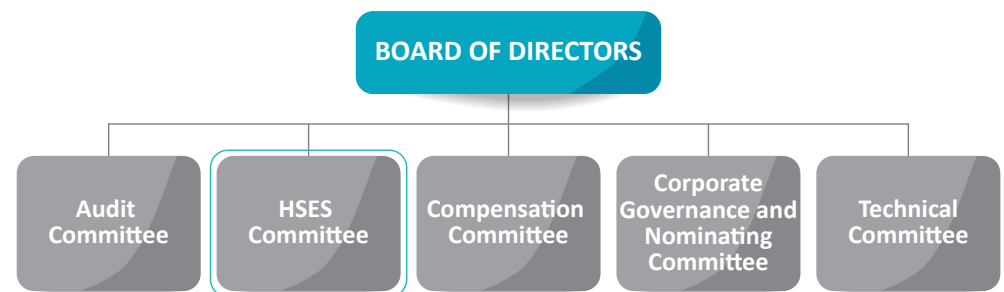 BOARD OF DIRECTORS
Audit
Committee
HSES
Committee
Compensation
Committee
Corporate
Governance and
Nominating
Committee
Technical
Committee